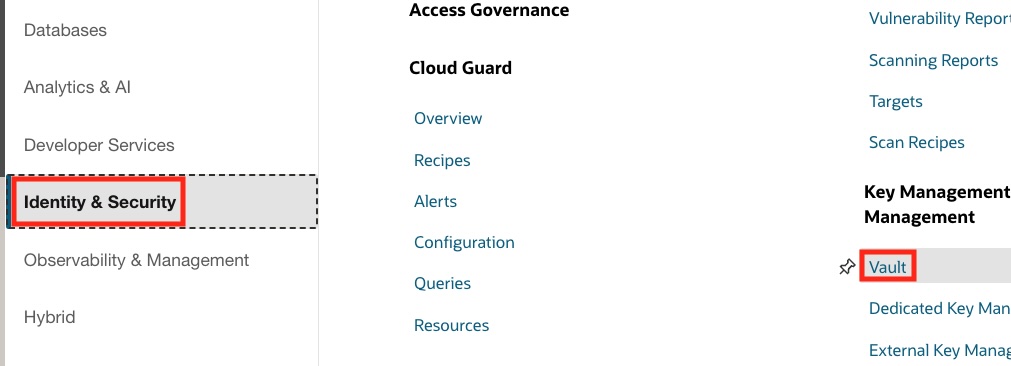 Databases
Analytics & AI
Developer Services
Identity & Security
Observability & Management
Hybrid
Access Governance
Cloud Guard
Overview
Recipes
Alerts
Configuration
Queries
Resources
Vulnerability Report
Scanning Reports
Targets
Scan Recipes
Key Management
Management
Vault
Dedicated Key Man
External Key Manag